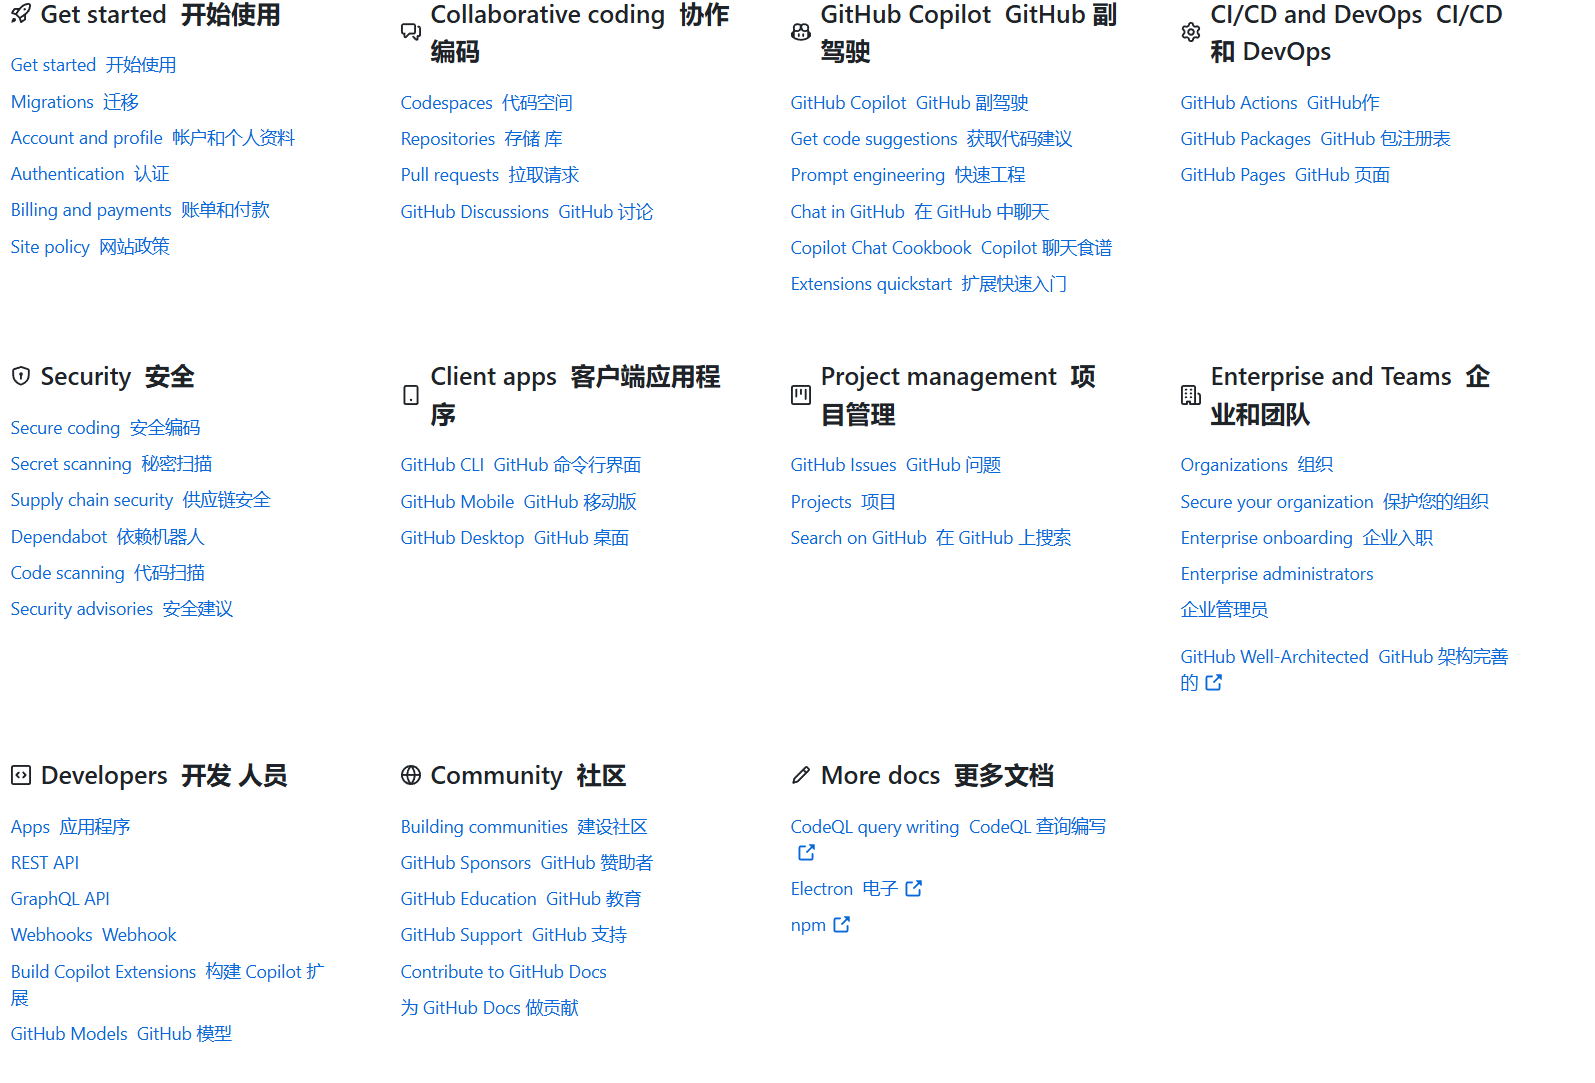 Get started 开始使用
Get started 开始使用
Migrations 迁移
Account and profile 帐户和个人资料
Authentication 认证
Billing and payments 账单和付款
Site policy 网站政策
Collaborative coding 协作
编码
Codespaces 代码空间
Repositories 存储 库
Pull requests 拉取请求
GitHub Discussions GitHub 讨论
GitHub Copilot GitHub 副
驾驶
GitHub Copilot GitHub 副驾驶
Get code suggestions 获取代码建议
Prompt engineering 快速工程
Chat in GitHub 在 GitHub 中聊天
Copilot Chat Cookbook Copilot 聊天食谱
Extensions quickstart 扩展快速入门
CI/CD and DevOps CI/CD
和 DevOps
GitHub Actions GitHub作
GitHub Packages GitHub 包注册表
GitHub Pages GitHub 页面
Security 安全
Secure coding 安全编码
Secret scanning 秘密扫描
Supply chain security 供应链安全
Dependabot 依赖机器人
Code scanning 代码扫描
Security advisories 安全建议
Client apps 客户端应用程
序
GitHub CLI GitHub 命令行界面
GitHub Mobile GitHub 移动版
GitHub Desktop GitHub 桌面
Project management 项
目管理
GitHub Issues GitHub 问题
Projects 项目
Search on GitHub 在 GitHub 上搜索
Enterprise and Teams 企
业和团队
Organizations 组织
Secure your organization 保护您的组织
Enterprise onboarding 企业入职
Enterprise administrators
企业管理员
GitHub Well-Architected GitHub 架构完善
的
Developers 开发 人员
Apps 应用程序
REST API
GraphQL API
Webhooks Webhook
Build Copilot Extensions 构建 Copilot 扩
展
GitHub Models GitHub 模型
Community 社区
Building communities 建设社区
GitHub Sponsors GitHub 赞助者
GitHub Education GitHub 教育
GitHub Support GitHub 支持
Contribute to GitHub Docs
为 GitHub Docs 做贡献
More docs 更多文档
CodeQL query writing CodeQL 查询编写
Electron 电子
npm